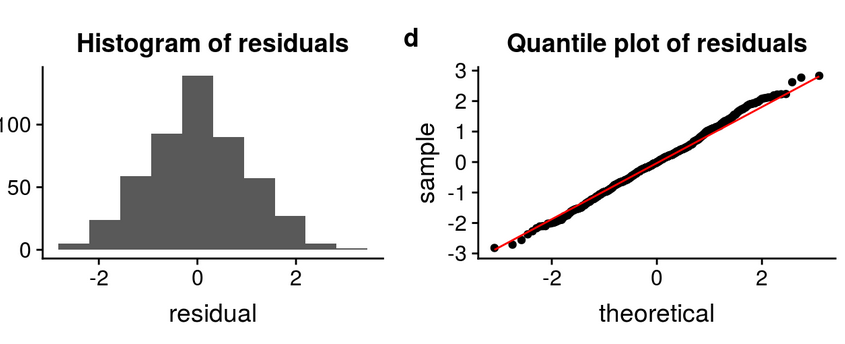 Histogram of residuals
100
50
0
-2 0 2
residual
d
Quantile plot of residuals
3
2
1
0
-1
-2
-3
sample
-2 0 2
theoretical